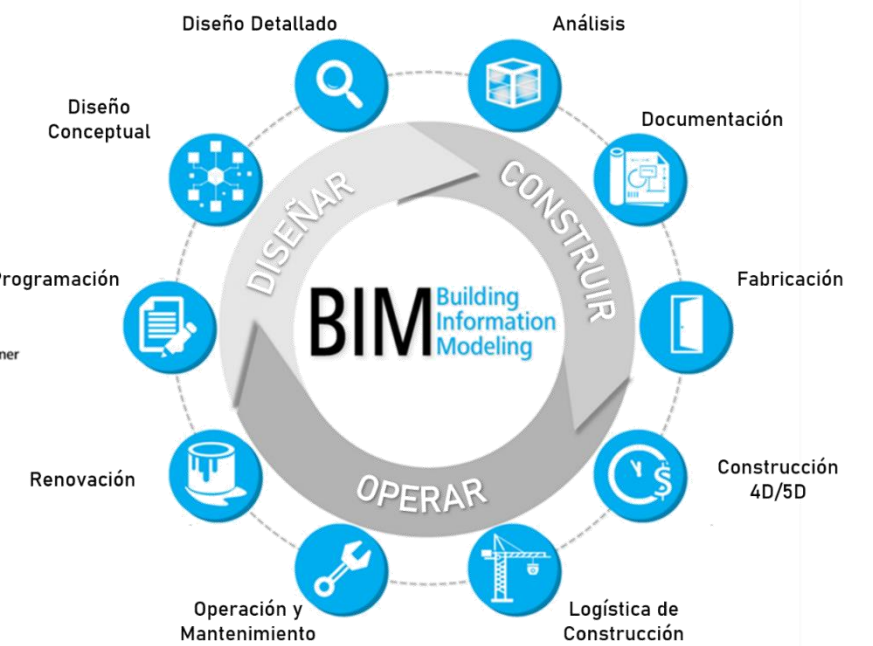 Diseño Detallado
Análisis
Diseño
Conceptual
Documentación
DISEÑAR
CONSTRUIR
Programación
Fabricación
BIM
Building
Information
Modeling
Renovación
Construcción
4D/5D
OPERAR
Operación y
Mantenimiento
Logística de
Construcción